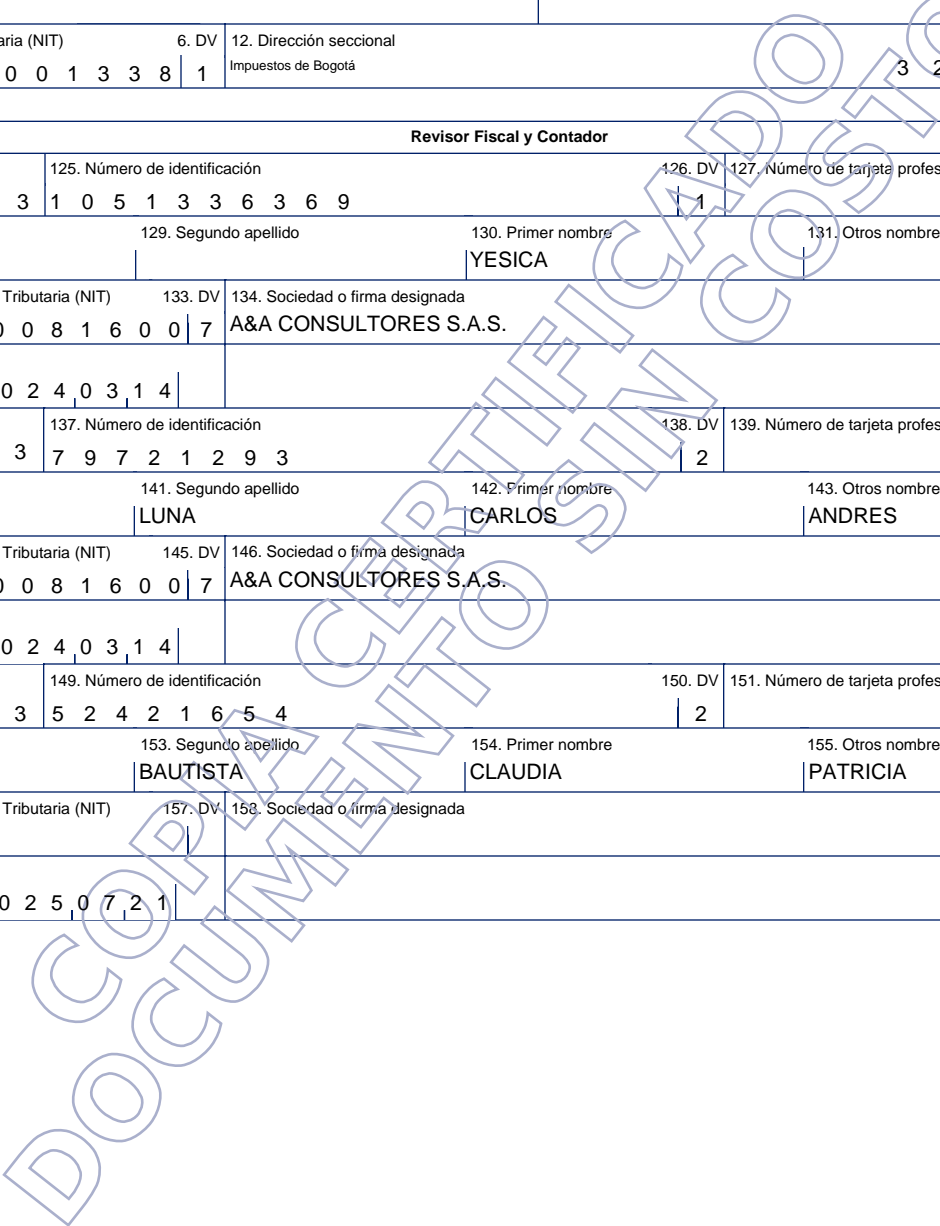 aria (NIT) 6. DV 12. Dirección seccional
0 0 1 3 3 8 1 Impuestos de Bogotá 3 2
Revisor Fiscal y Contador
125. Número de identificación 126. DV 127. Número de tarjeta profes
3 1 0 5 1 3 3 6 3 6 9 1
129. Segundo apellido 130. Primer nombre 131. Otros nombre
YESICA
Tributaria (NIT) 133. DV 134. Sociedad o firma designada
0 0 8 1 6 0 0 7 A&A CONSULTORES S.A.S.
0 2 4 0 3 1 4
137. Número de identificación 138. DV 139. Número de tarjeta profes
3 7 9 7 2 1 2 9 3 2
141. Segundo apellido 142. Primer nombre 143. Otros nombre
LUNA CARLOS ANDRES
Tributaria (NIT) 145. DV 146. Sociedad o firma designada
0 0 8 1 6 0 0 7 A&A CONSULTORES S.A.S.
0 2 4 0 3 1 4
149. Número de identificación 150. DV 151. Número de tarjeta profes
3 5 2 4 2 1 6 5 4 2
153. Segundo apellido 154. Primer nombre 155. Otros nombre
BAUTISTA CLAUDIA PATRICIA
Tributaria (NIT) 157. DV 158. Sociedad o firma designada
0 2 5 0 7 2 1
COPIA CERTIFICADO
DOCUMENTO SIN COSTO